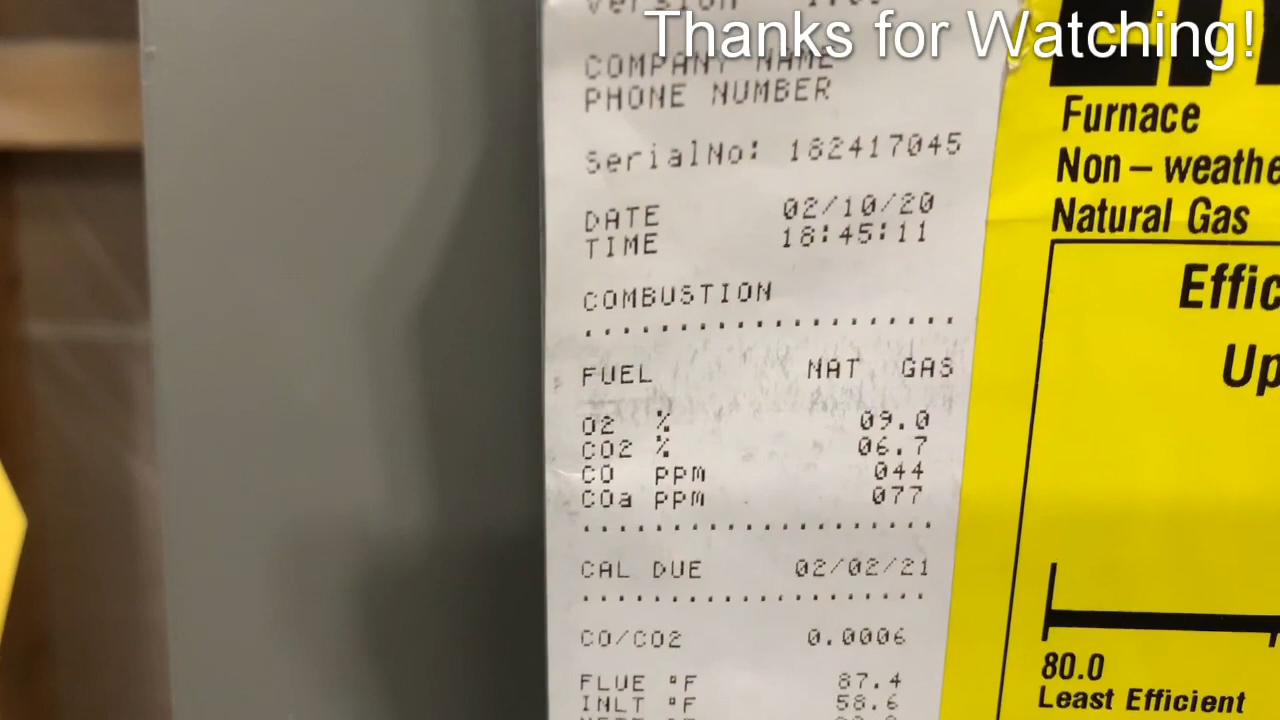 Thanks for Watching!
Version
COMPANY NAME
PHONE NUMBER
SerialNo: 182417045
DATE 02/10/20
TIME 18:45:11
COMBUSTION
FUEL NAT GAS
O2 % 09.0
CO2 % 06.7
CO ppm 044
COa ppm 077
CAL DUE 02/02/21
CO/CO2 0.0006
FLUE °F 87.4
INLT °F 58.6
Furnace
Non – weathe
Natural Gas
Effic
Up
80.0
Least Efficient